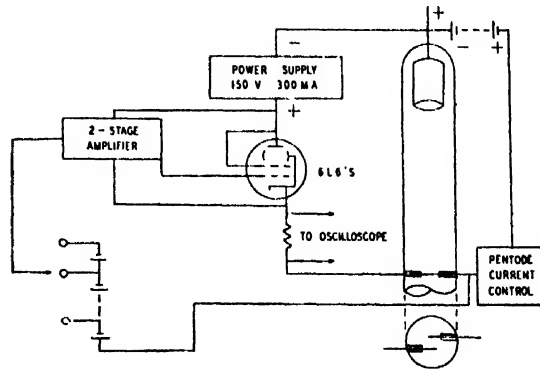 +
− +
−
POWER SUPPLY
150 V 300 MA
+
2 - STAGE
AMPLIFIER
6L6'S
TO OSCILLOSCOPE
PENTODE
CURRENT
CONTROL